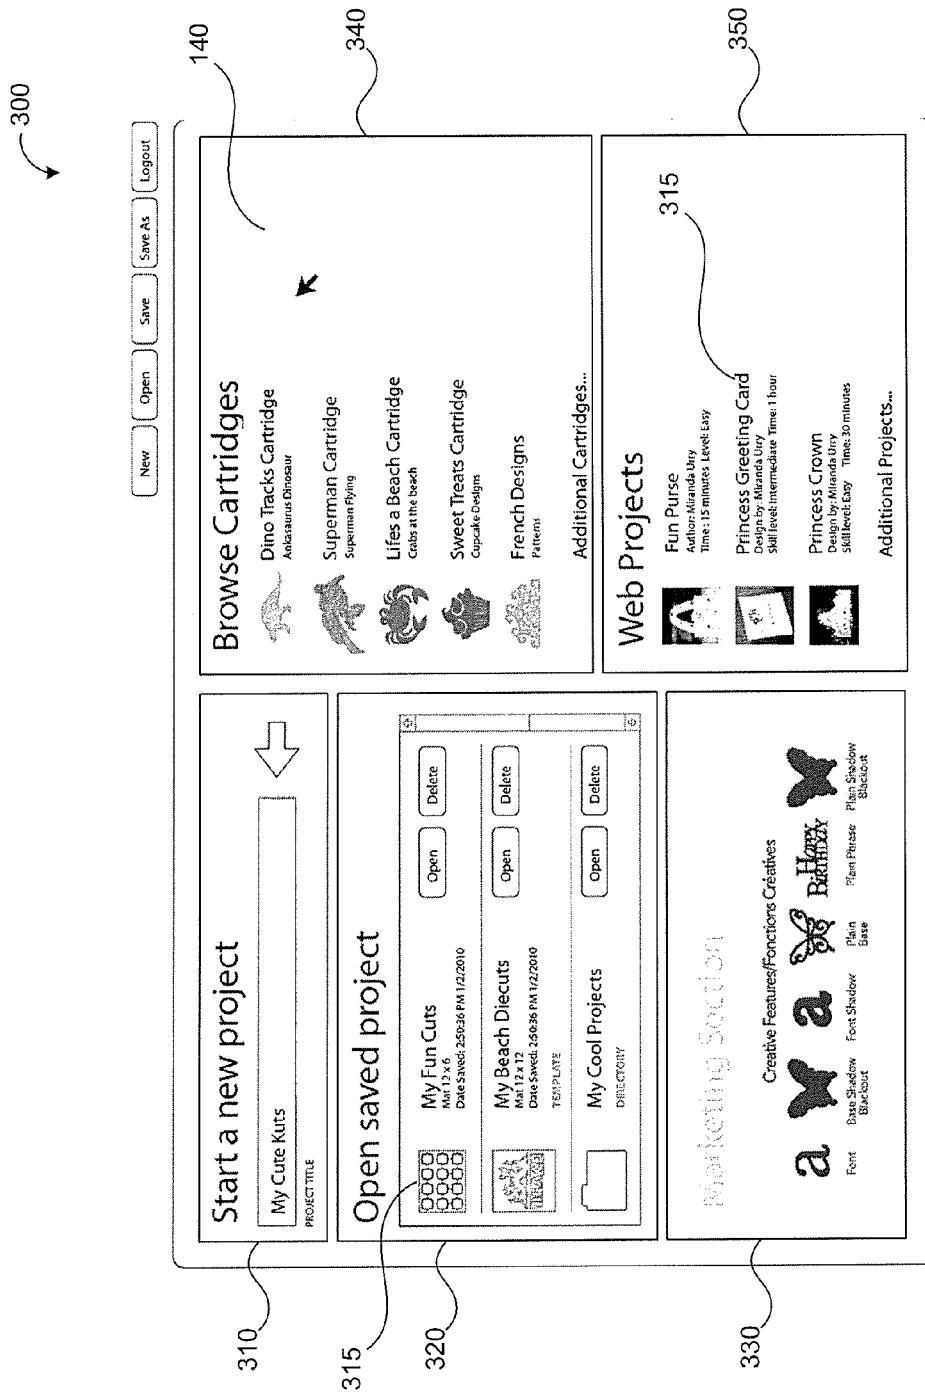 300
New
Open
Save
Save As
Logout
310
Start a new project
My Cute Kuts
PROJECT TITLE
315
320
Open saved project
My Fun Cuts
Mat 12 x 6
Date Saved: 2:50:36 PM 1/2/2010
Open
Delete
My Beach Diecuts
Mat 12 x 12
Date Saved: 2:50:36 PM 1/2/2010
TEMPLATE
Open
Delete
My Cool Projects
DIRECTORY
Open
Delete
330
Marketing Section
Creative Features/Fonctions Créatives
a
a
HAPPY
BIRTHDAY
Font
Base Shadow
Blackout
Font Shadow
Plain
Base
Plain Phrase
Plain Shadow
Blackout
140
340
Browse Cartridges
Dino Tracks Cartridge
Ankasaurus Dinosaur
Superman Cartridge
Superman Flying
Lifes a Beach Cartridge
Crabs at the beach
Sweet Treats Cartridge
Cupcake Designs
French Designs
Patterns
Additional Cartridges...
350
315
Web Projects
Fun Purse
Author: Miranda Urry
Time : 15 minutes Level: Easy
Princess Greeting Card
Design by: Miranda Urry
Skill level: Intermediate Time: 1 hour
Princess Crown
Design by: Miranda Urry
Skill level: Easy Time: 30 minutes
Additional Projects...